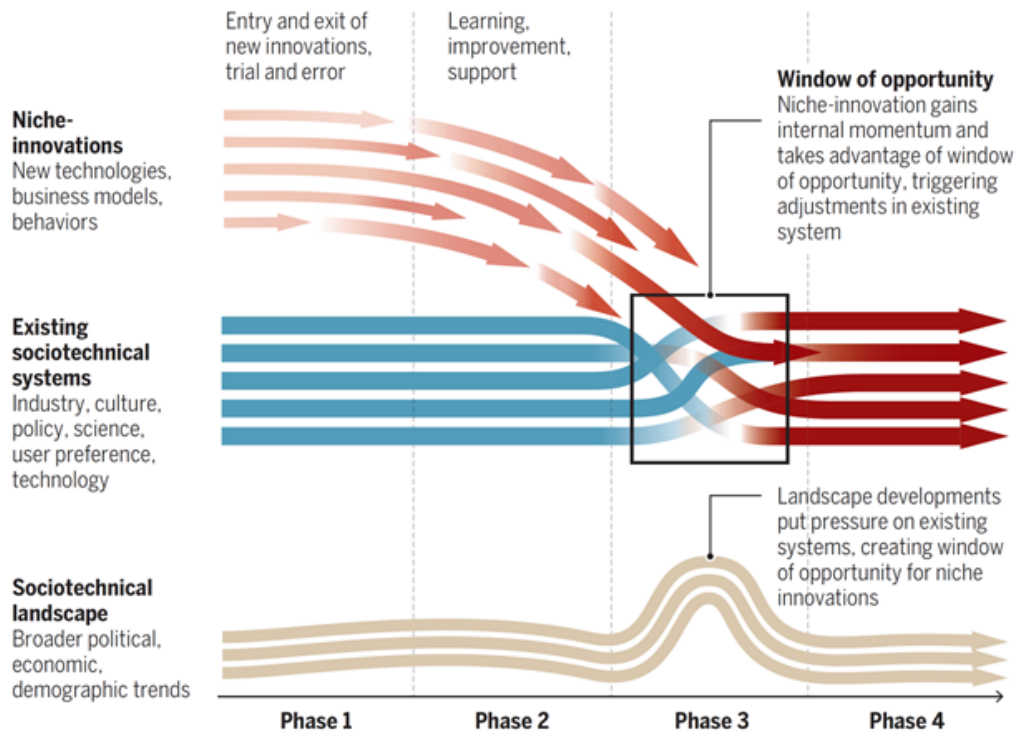 Entry and exit of
new innovations,
trial and error
Learning,
improvement,
support
Window of opportunity
Niche-innovation gains
internal momentum and
takes advantage of window
of opportunity, triggering
adjustments in existing
system
Niche-
innovations
New technologies,
business models,
behaviors
Existing
sociotechnical
systems
Industry, culture,
policy, science,
user preference,
technology
Landscape developments
put pressure on existing
systems, creating window
of opportunity for niche
innovations
Sociotechnical
landscape
Broader political,
economic,
demographic trends
Phase 1
Phase 2
Phase 3
Phase 4